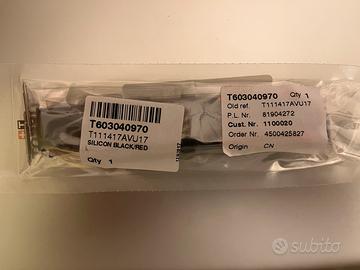 T603040970
T111417AVU17
SILICON BLACK/RED
Qty 1
T603040970 Qty 1
Old ref. T111417AVU17
P.L. Nr. 81904272
Cust. Nr. 1100020
Order Nr. 4500425827
Origin CN
subito